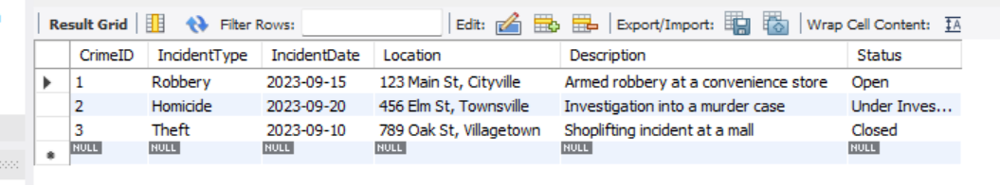 Result Grid Filter Rows: Edit: Export/Import: Wrap Cell Content: IA
CrimeID IncidentType IncidentDate Location Description Status
1 Robbery 2023-09-15 123 Main St, Cityville Armed robbery at a convenience store Open
2 Homicide 2023-09-20 456 Elm St, Townsville Investigation into a murder case Under Inves...
3 Theft 2023-09-10 789 Oak St, Villagetown Shoplifting incident at a mall Closed
NULL NULL NULL NULL NULL NULL